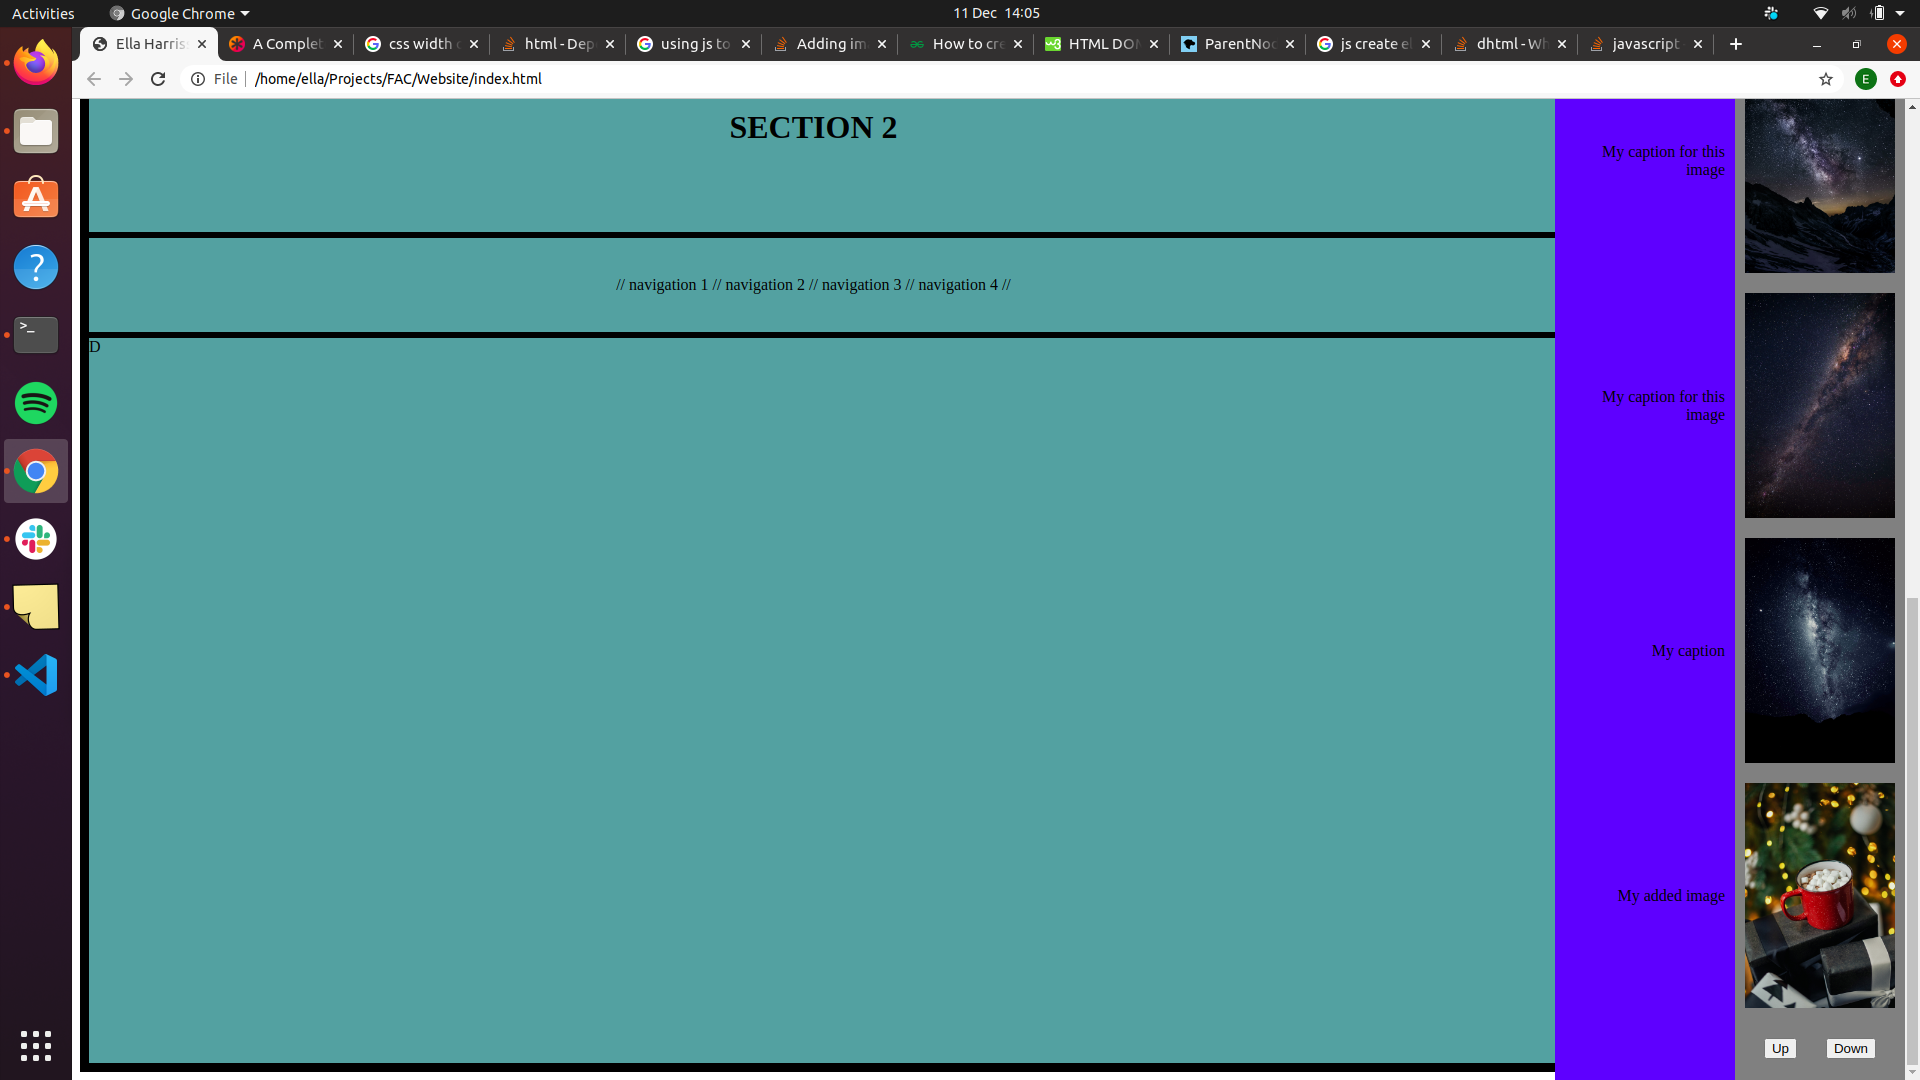 Activities
Google Chrome
11 Dec 14:05
Ella Harris
A Complet
css width
html - Dep
using js to
Adding im
How to cre
HTML DOM
ParentNod
js create el
dhtml - Wh
javascript
File
/home/ella/Projects/FAC/Website/index.html
E
SECTION 2
My caption for this
image
// navigation 1 // navigation 2 // navigation 3 // navigation 4 //
D
My caption for this
image
My caption
My added image
Up
Down